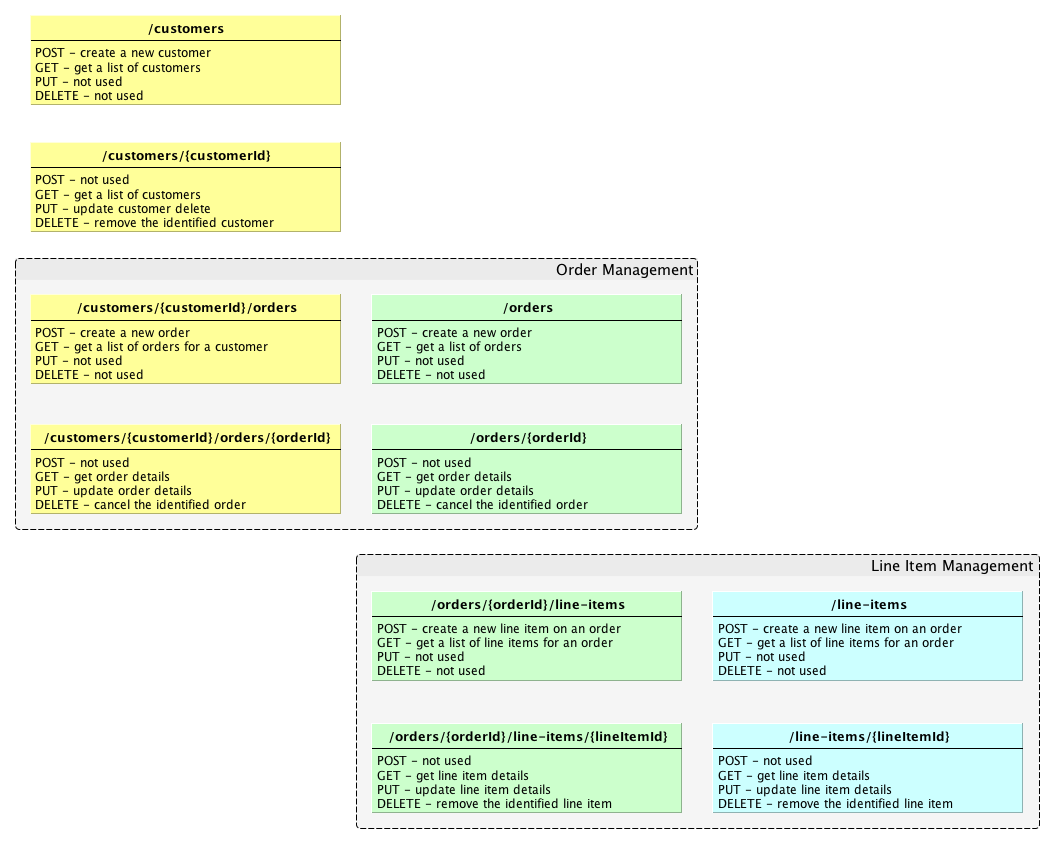 /customers
POST – create a new customer
GET – get a list of customers
PUT – not used
DELETE – not used
/customers/{customerId}
POST – not used
GET – get a list of customers
PUT – update customer delete
DELETE – remove the identified customer
Order Management
/customers/{customerId}/orders
POST – create a new order
GET – get a list of orders for a customer
PUT – not used
DELETE – not used
/orders
POST – create a new order
GET – get a list of orders
PUT – not used
DELETE – not used
/customers/{customerId}/orders/{orderId}
POST – not used
GET – get order details
PUT – update order details
DELETE – cancel the identified order
/orders/{orderId}
POST – not used
GET – get order details
PUT – update order details
DELETE – cancel the identified order
Line Item Management
/orders/{orderId}/line-items
POST – create a new line item on an order
GET – get a list of line items for an order
PUT – not used
DELETE – not used
/line-items
POST – create a new line item on an order
GET – get a list of line items for an order
PUT – not used
DELETE – not used
/orders/{orderId}/line-items/{lineItemId}
POST – not used
GET – get line item details
PUT – update line item details
DELETE – remove the identified line item
/line-items/{lineItemId}
POST – not used
GET – get line item details
PUT – update line item details
DELETE – remove the identified line item